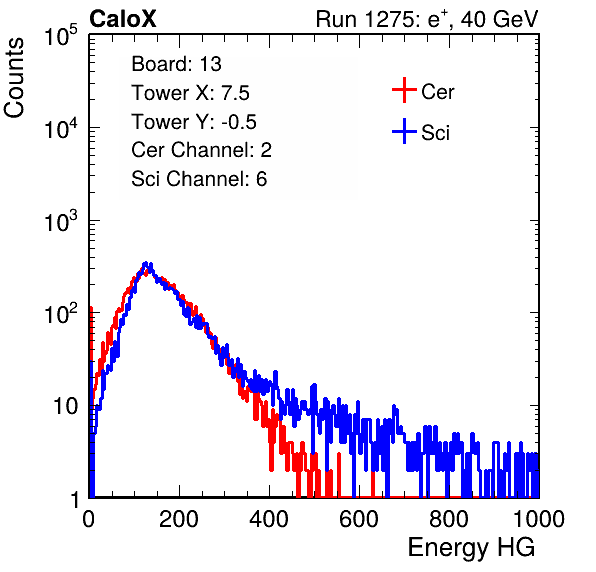 CaloX
Run 1275: e+, 40 GeV
Counts
10^5
10^4
10^3
10^2
10
1
Board: 13
Tower X: 7.5
Tower Y: -0.5
Cer Channel: 2
Sci Channel: 6
Cer
Sci
0 200 400 600 800 1000
Energy HG